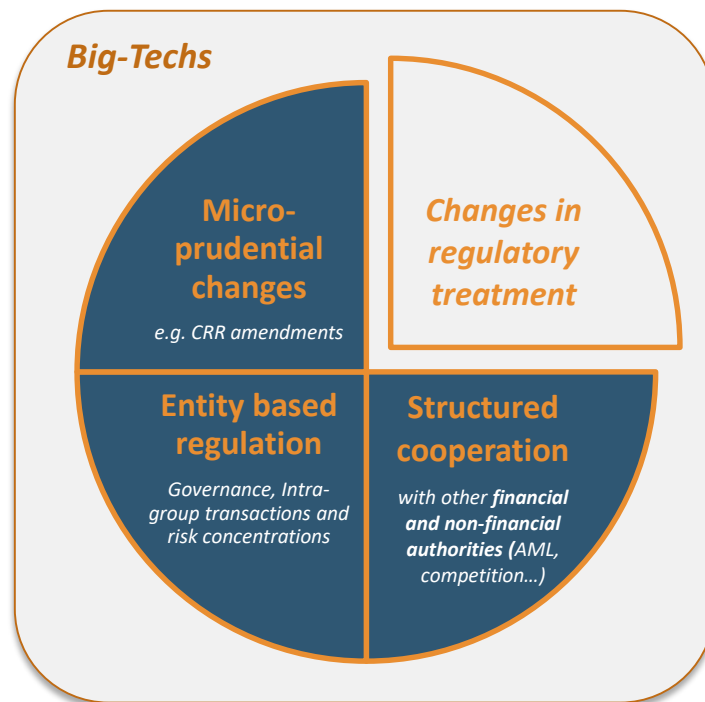 Big-Techs
Micro-
prudential
changes
e.g. CRR amendments
Changes in
regulatory
treatment
Entity based
regulation
Governance, Intra-
group transactions and
risk concentrations
Structured
cooperation
with other financial
and non-financial
authorities (AML,
competition…)